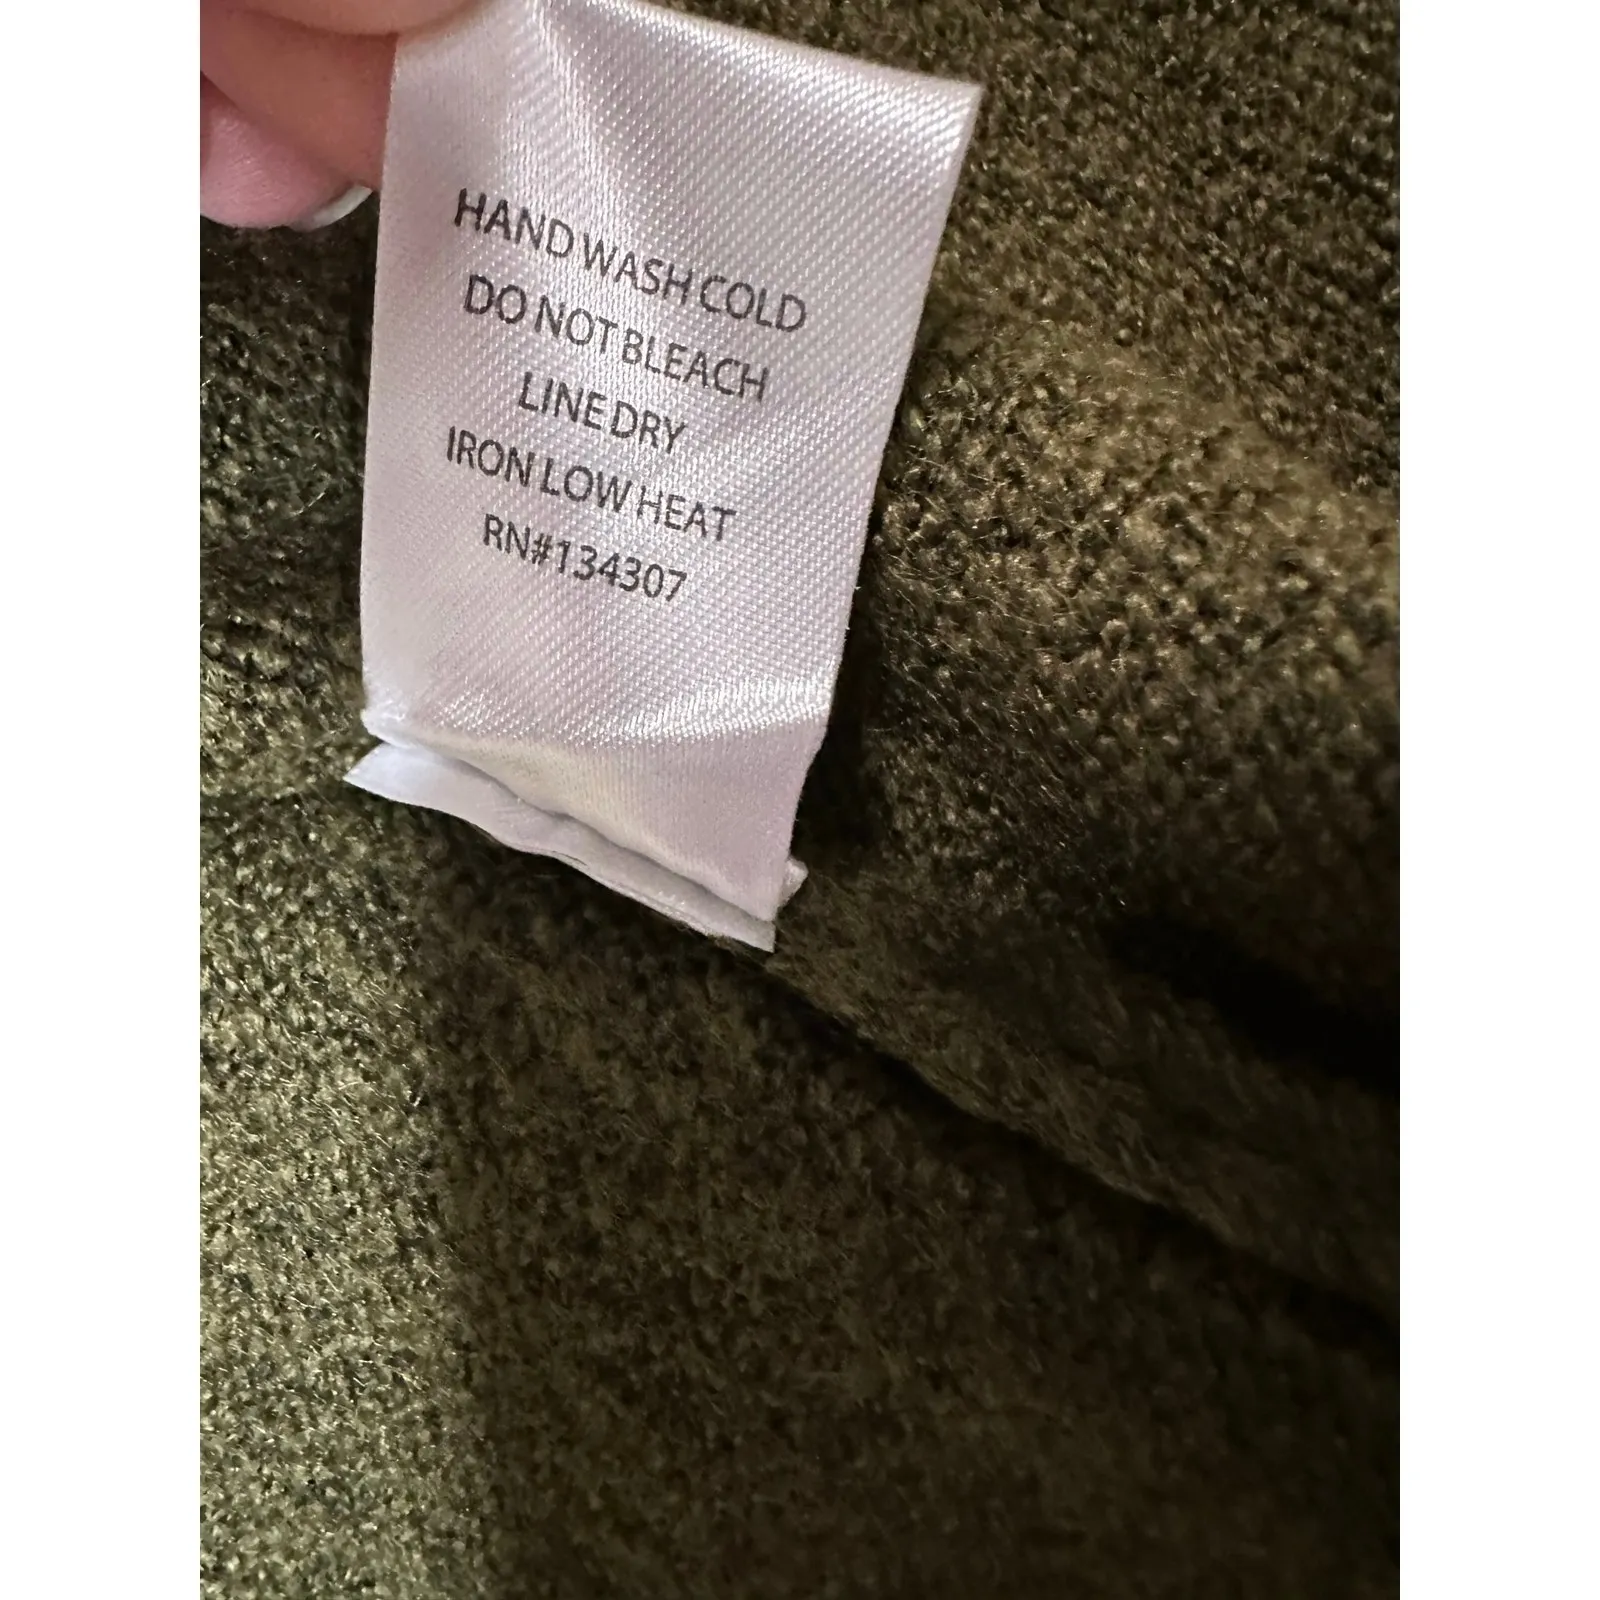 HAND WASH COLD
DO NOT BLEACH
LINE DRY
IRON LOW HEAT
RN#134307